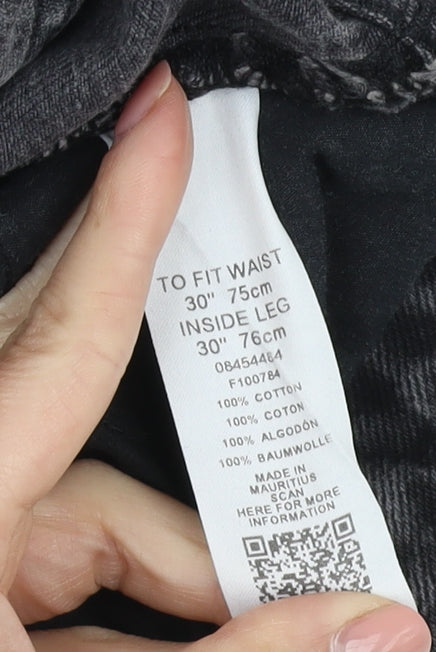 TO FIT WAIST
30" 75cm
INSIDE LEG
30" 76cm
08454484
F100784
100% COTTON
100% COTON
100% ALGODÓN
100% BAUMWOLLE
MADE IN
MAURITIUS
SCAN
HERE FOR MORE
INFORMATION